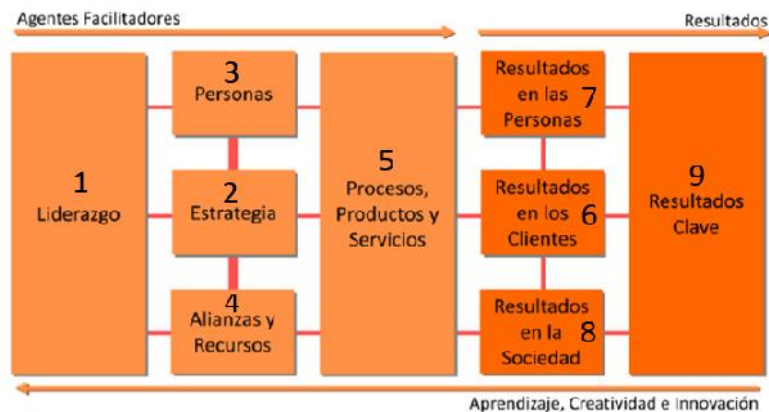 Agentes Facilitadores
Resultados
1
Liderazgo
3
Personas
2
Estrategia
4
Alianzas y
Recursos
5
Procesos,
Productos y
Servicios
Resultados
en las
Personas
7
Resultados
en los
Clientes
6
Resultados
en la
Sociedad
8
9
Resultados
Clave
Aprendizaje, Creatividad e Innovación